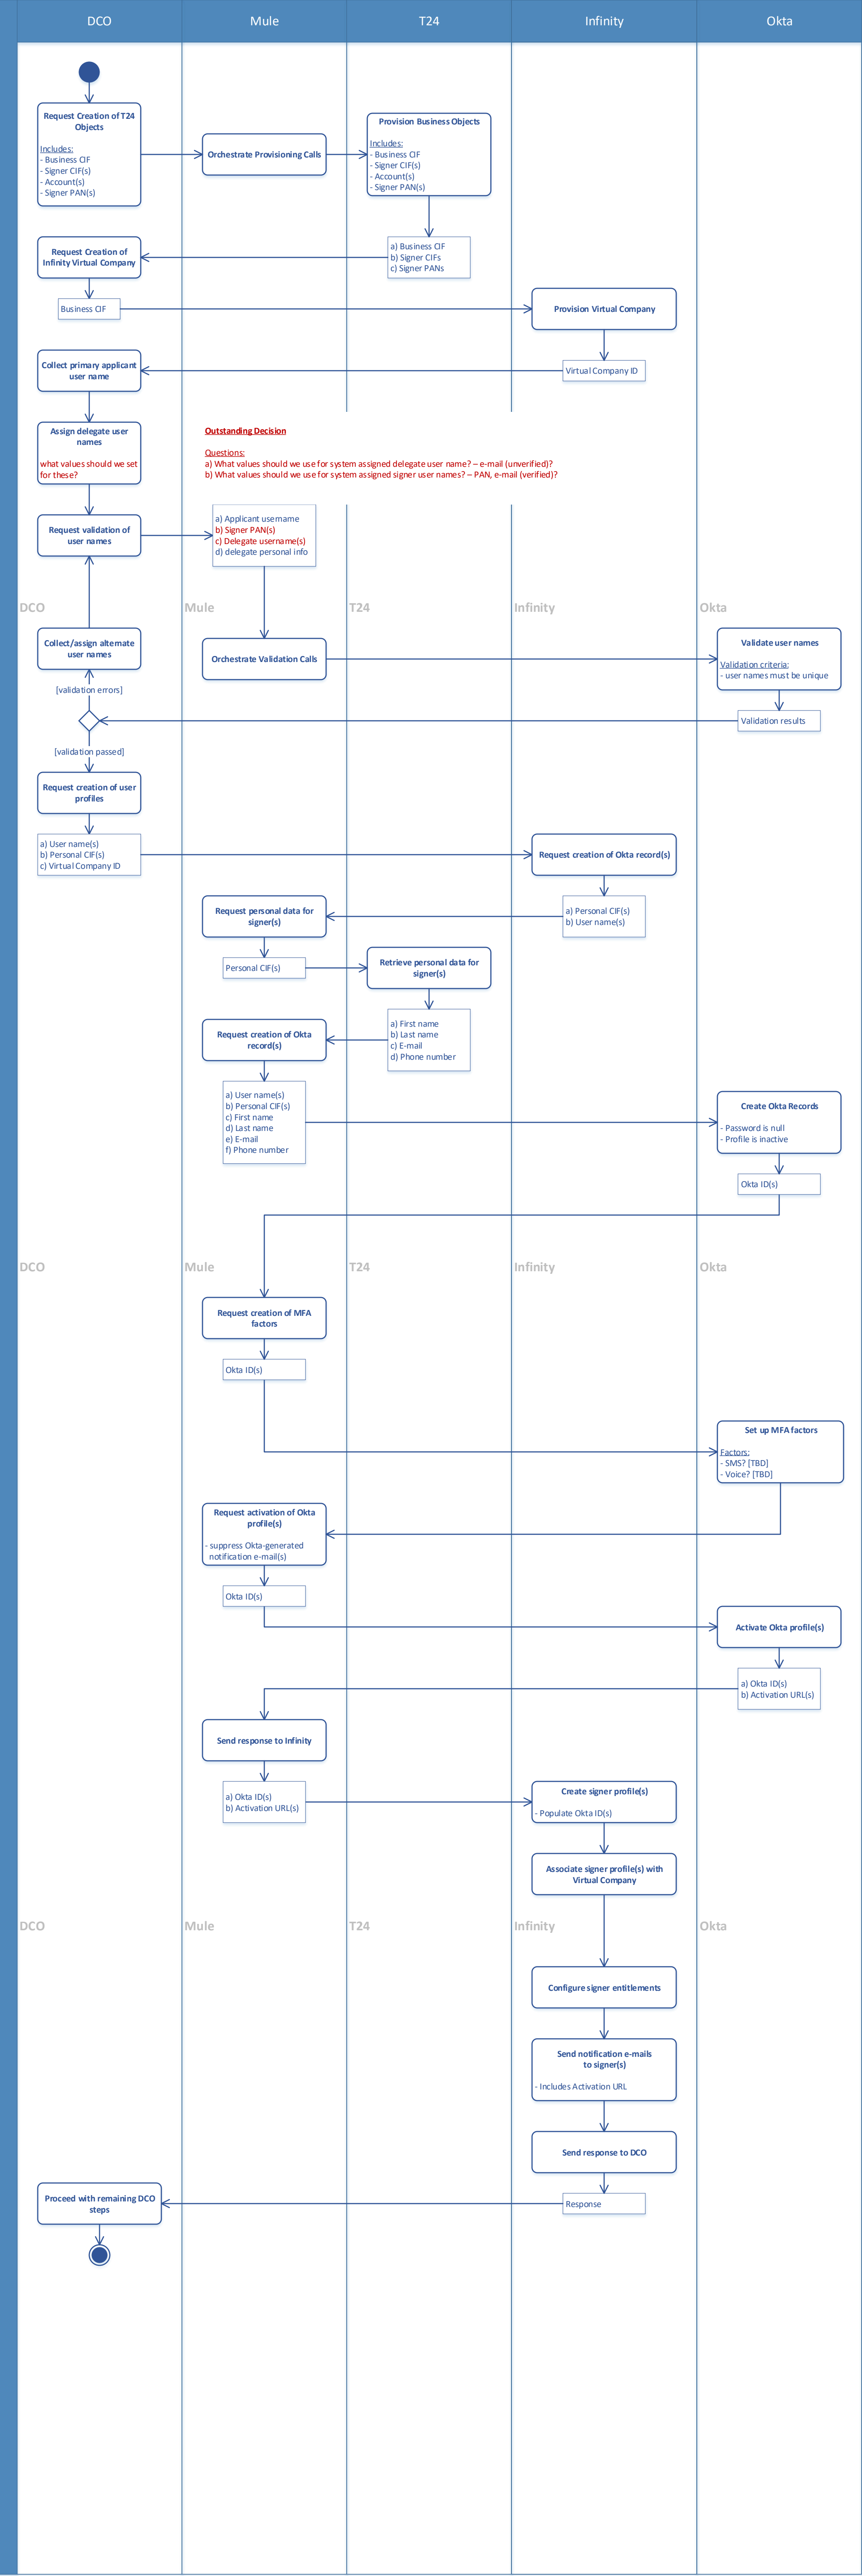 DCO
Mule
T24
Infinity
Okta
Request Creation of T24
Objects
Includes:
- Business CIF
- Signer CIF(s)
- Account(s)
- Signer PAN(s)
Orchestrate Provisioning Calls
Provision Business Objects
Includes:
- Business CIF
- Signer CIF(s)
- Account(s)
- Signer PAN(s)
Request Creation of
Infinity Virtual Company
a) Business CIF
b) Signer CIFs
c) Signer PANs
Business CIF
Provision Virtual Company
Collect primary applicant
user name
Virtual Company ID
Assign delegate user
names
what values should we set
for these?
Outstanding Decision
Questions:
a) What values should we use for system assigned delegate user name? – e-mail (unverified)?
b) What values should we use for system assigned signer user names? – PAN, e-mail (verified)?
Request validation of
user names
a) Applicant username
b) Signer PAN(s)
c) Delegate username(s)
d) delegate personal info
DCO
Mule
T24
Infinity
Okta
Collect/assign alternate
user names
Orchestrate Validation Calls
Validate user names
Validation criteria:
- user names must be unique
[validation errors]
Validation results
[validation passed]
Request creation of user
profiles
a) User name(s)
b) Personal CIF(s)
c) Virtual Company ID
Request creation of Okta record(s)
Request personal data for
signer(s)
a) Personal CIF(s)
b) User name(s)
Personal CIF(s)
Retrieve personal data for
signer(s)
Request creation of Okta
record(s)
a) First name
b) Last name
c) E-mail
d) Phone number
a) User name(s)
b) Personal CIF(s)
c) First name
d) Last name
e) E-mail
f) Phone number
Create Okta Records
- Password is null
- Profile is inactive
Okta ID(s)
DCO
Mule
T24
Infinity
Okta
Request creation of MFA
factors
Okta ID(s)
Set up MFA factors
Factors:
- SMS? [TBD]
- Voice? [TBD]
Request activation of Okta
profile(s)
- suppress Okta-generated
notification e-mail(s)
Okta ID(s)
Activate Okta profile(s)
a) Okta ID(s)
b) Activation URL(s)
Send response to Infinity
a) Okta ID(s)
b) Activation URL(s)
Create signer profile(s)
- Populate Okta ID(s)
Associate signer profile(s) with
Virtual Company
DCO
Mule
T24
Infinity
Okta
Configure signer entitlements
Send notification e-mails
to signer(s)
- Includes Activation URL
Send response to DCO
Proceed with remaining DCO
steps
Response